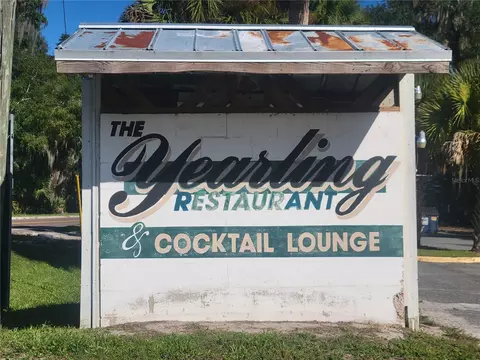 THE
Yearling
RESTAURANT
& COCKTAIL LOUNGE